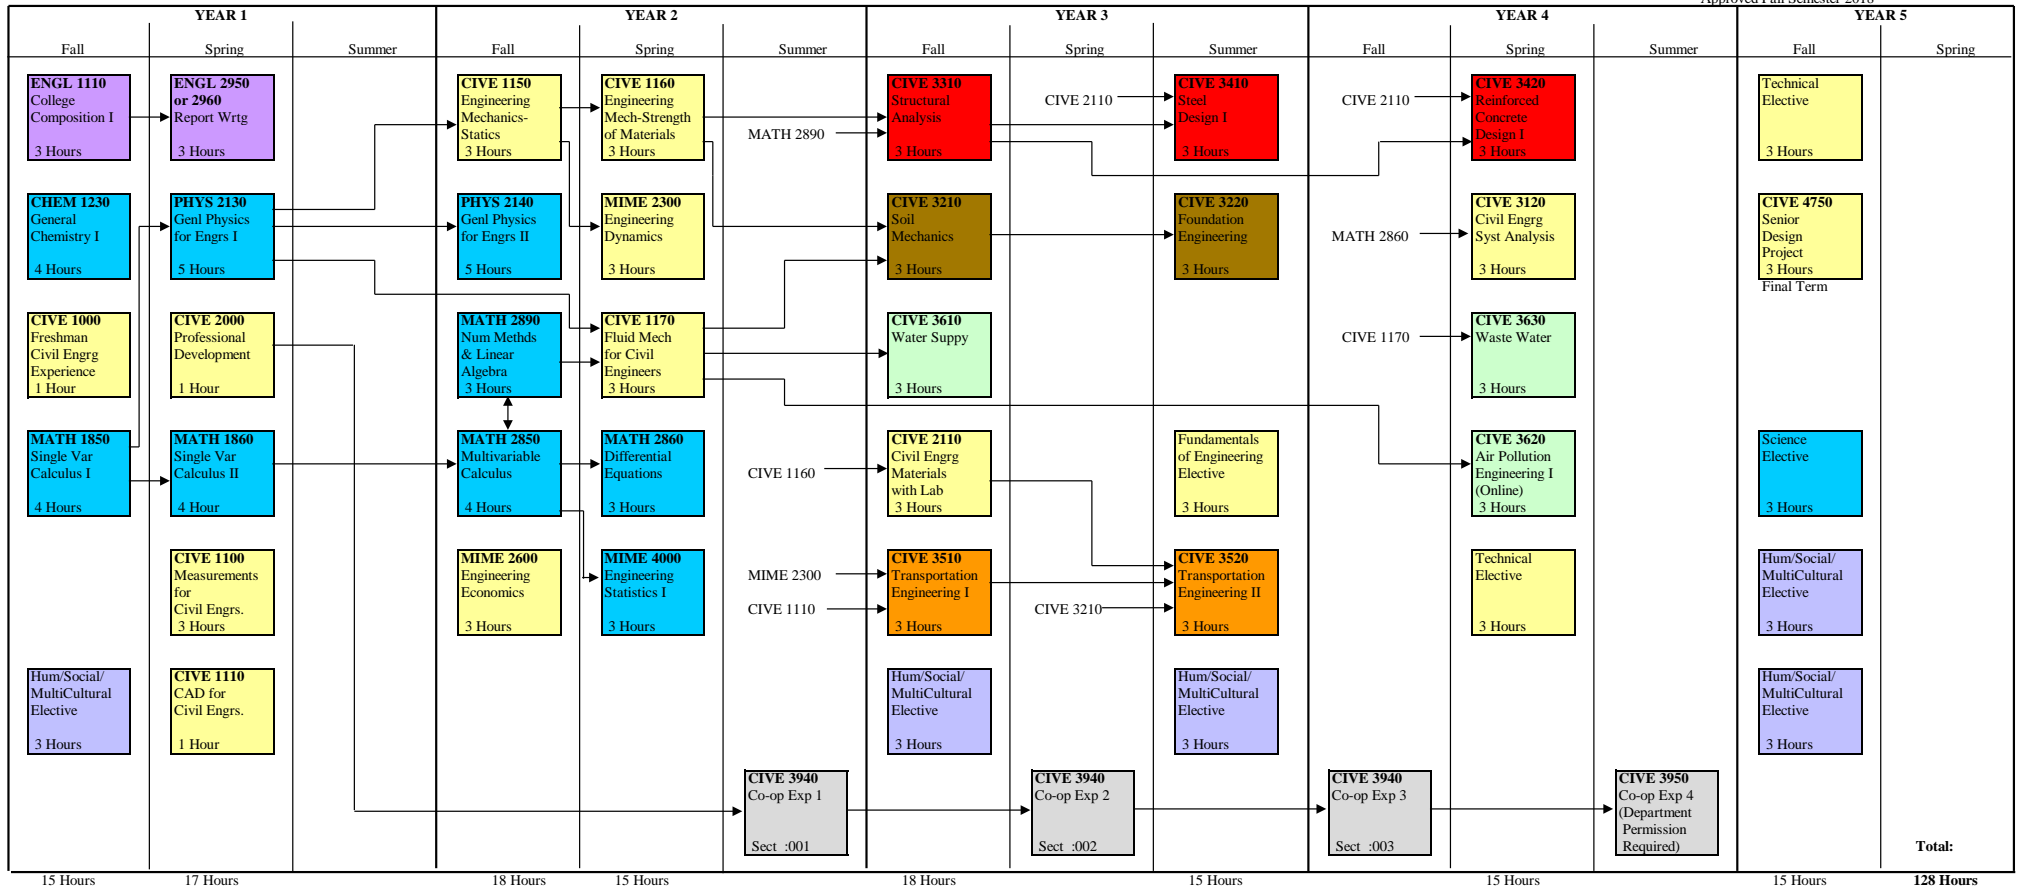 Approved Fall Semester 2018
YEAR 1
YEAR 2
YEAR 3
YEAR 4
YEAR 5
Fall
Spring
Summer
Fall
Spring
Summer
Fall
Spring
Summer
Fall
Spring
Summer
Fall
Spring
ENGL 1110
College
Composition I
3 Hours
ENGL 2950
or 2960
Report Wrtg
3 Hours
CIVE 1150
Engineering
Mechanics-
Statics
3 Hours
CIVE 1160
Engineering
Mech-Strength
of Materials
3 Hours
MATH 2890
CIVE 3310
Structural
Analysis
3 Hours
CIVE 2110
CIVE 3410
Steel
Design I
3 Hours
CIVE 2110
CIVE 3420
Reinforced
Concrete
Design I
3 Hours
Technical
Elective
3 Hours
CHEM 1230
General
Chemistry I
4 Hours
PHYS 2130
Genl Physics
for Engrs I
5 Hours
PHYS 2140
Genl Physics
for Engrs II
5 Hours
MIME 2300
Engineering
Dynamics
3 Hours
CIVE 3210
Soil
Mechanics
3 Hours
CIVE 3220
Foundation
Engineering
3 Hours
MATH 2860
CIVE 3120
Civil Engrg
Syst Analysis
3 Hours
CIVE 4750
Senior
Design
Project
3 Hours
Final Term
CIVE 1000
Freshman
Civil Engrg
Experience
1 Hour
CIVE 2000
Professional
Development
1 Hour
MATH 2890
Num Methds
& Linear
Algebra
3 Hours
CIVE 1170
Fluid Mech
for Civil
Engineers
3 Hours
CIVE 3610
Water Suppy
3 Hours
CIVE 1170
CIVE 3630
Waste Water
3 Hours
MATH 1850
Single Var
Calculus I
4 Hours
MATH 1860
Single Var
Calculus II
4 Hour
MATH 2850
Multivariable
Calculus
4 Hours
MATH 2860
Differential
Equations
3 Hours
CIVE 1160
CIVE 2110
Civil Engrg
Materials
with Lab
3 Hours
Fundamentals
of Engineering
Elective
3 Hours
CIVE 3620
Air Pollution
Engineering I
(Online)
3 Hours
Science
Elective
3 Hours
CIVE 1100
Measurements
for
Civil Engrs.
3 Hours
MIME 2600
Engineering
Economics
3 Hours
MIME 4000
Engineering
Statistics I
3 Hours
MIME 2300
CIVE 1110
CIVE 3510
Transportation
Engineering I
3 Hours
CIVE 3210
CIVE 3520
Transportation
Engineering II
3 Hours
Technical
Elective
3 Hours
Hum/Social/
MultiCultural
Elective
3 Hours
Hum/Social/
MultiCultural
Elective
3 Hours
CIVE 1110
CAD for
Civil Engrs.
1 Hour
Hum/Social/
MultiCultural
Elective
3 Hours
Hum/Social/
MultiCultural
Elective
3 Hours
Hum/Social/
MultiCultural
Elective
3 Hours
CIVE 3940
Co-op Exp 1
Sect :001
CIVE 3940
Co-op Exp 2
Sect :002
CIVE 3940
Co-op Exp 3
Sect :003
CIVE 3950
Co-op Exp 4
(Department
Permission
Required)
Total:
15 Hours
17 Hours
18 Hours
15 Hours
18 Hours
15 Hours
15 Hours
15 Hours
128 Hours